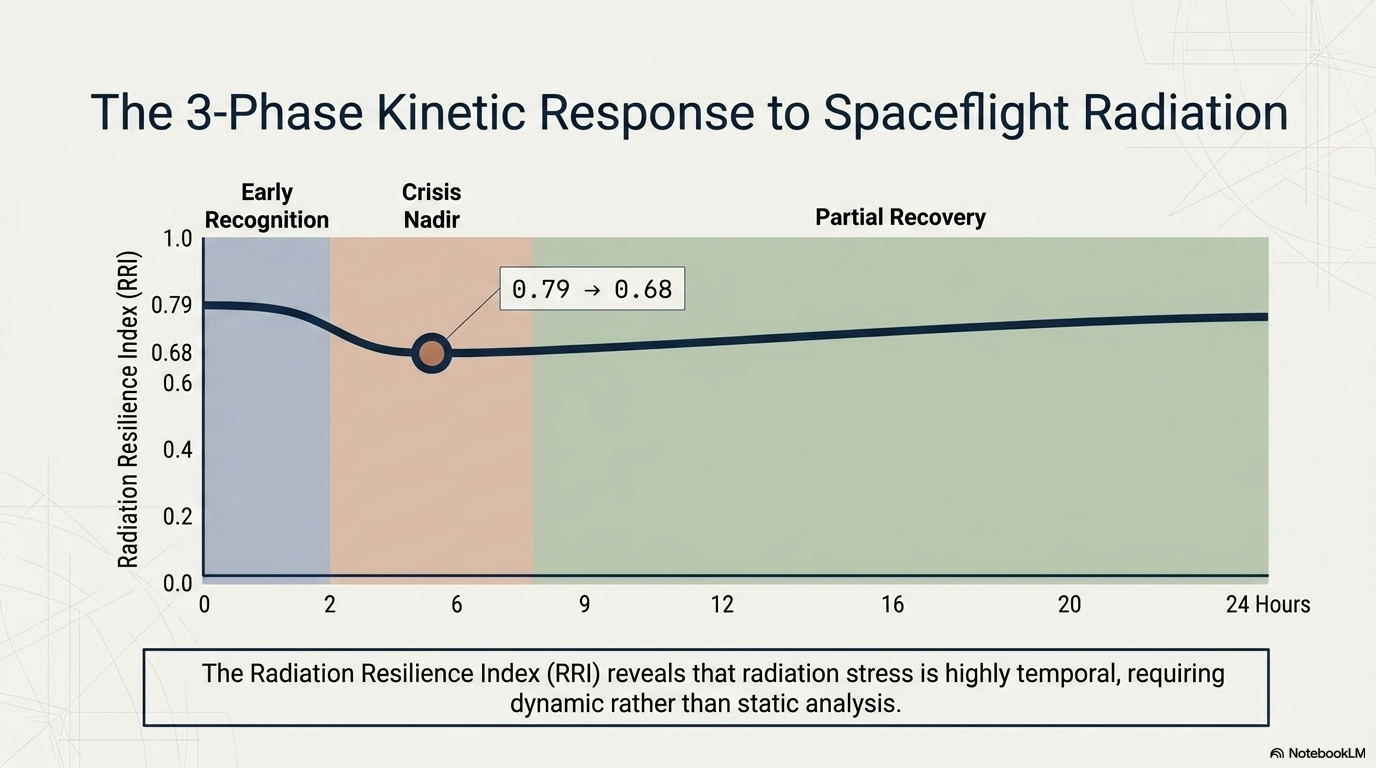 The 3-Phase Kinetic Response to Spaceflight Radiation
Early
Recognition
Crisis
Nadir
Partial Recovery
Radiation Resilience Index (RRI)
1.0
0.79
0.68
0.6
0.4
0.2
0.0
0.79 → 0.68
0 2 6 9 12 16 20 24 Hours
The Radiation Resilience Index (RRI) reveals that radiation stress is highly temporal, requiring
dynamic rather than static analysis.
NotebookLM